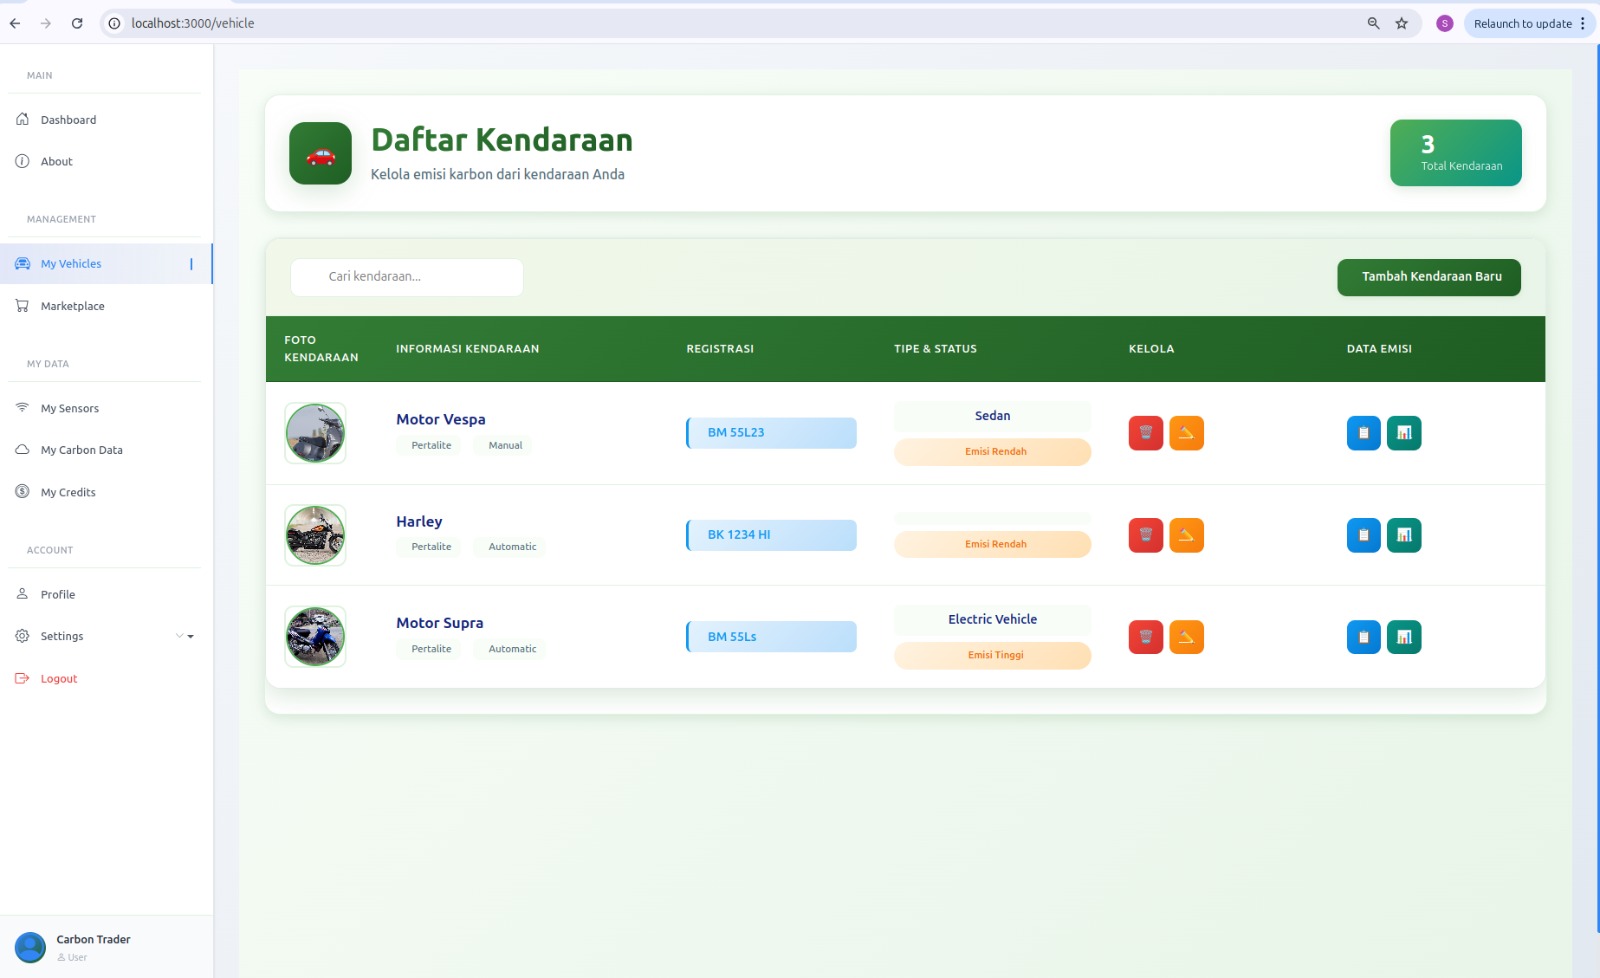 localhost:3000/vehicle
S
Relaunch to update
MAIN
Dashboard
About
MANAGEMENT
My Vehicles
Marketplace
MY DATA
My Sensors
My Carbon Data
My Credits
ACCOUNT
Profile
Settings
Logout
Carbon Trader
User
Daftar Kendaraan
Kelola emisi karbon dari kendaraan Anda
3
Total Kendaraan
Cari kendaraan...
Tambah Kendaraan Baru
FOTO
KENDARAAN
INFORMASI KENDARAAN
REGISTRASI
TIPE & STATUS
KELOLA
DATA EMISI
Motor Vespa
Pertalite
Manual
BM 55L23
Sedan
Emisi Rendah
Harley
Pertalite
Automatic
BK 1234 HI
Emisi Rendah
Motor Supra
Pertalite
Automatic
BM 55Ls
Electric Vehicle
Emisi Tinggi